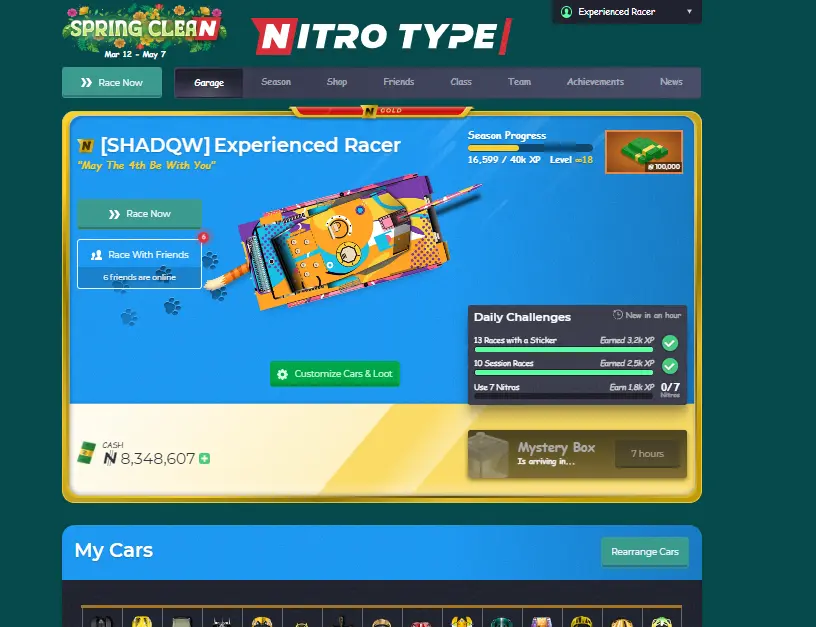 SPRING CLEAN
Mar 12 - May 7
NITRO TYPE
Experienced Racer
Race Now
Garage
Season
Shop
Friends
Class
Team
Achievements
News
N GOLD
N [SHADQW] Experienced Racer
"May The 4th Be With You"
Season Progress
16,599 / 40k XP Level ∞18
N 100,000
Race Now
6
Race With Friends
6 friends are online
Daily Challenges
New in an hour
13 Races with a Sticker
Earned 3.2k XP
10 Session Races
Earned 2.5k XP
Use 7 Nitros
Earn 1.8k XP
0/7
Nitros
Customize Cars & Loot
CASH
N 8,348,607
Mystery Box
Is arriving in...
7 hours
My Cars
Rearrange Cars